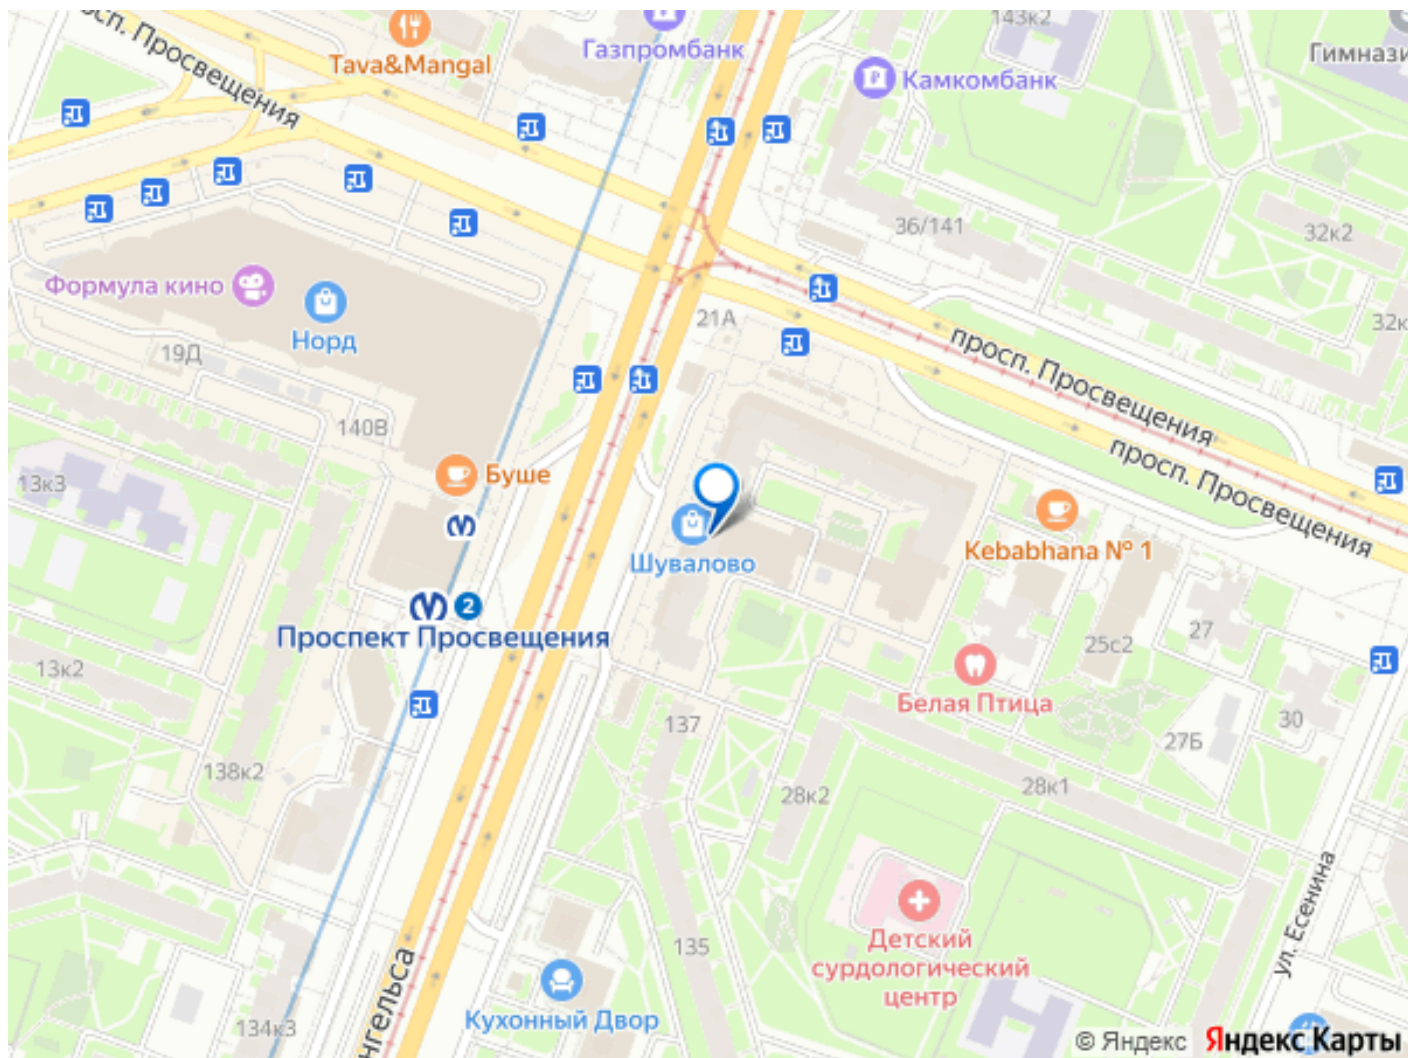 143к2
Газпромбанк
Гимнази
Tava&Mangal
Камкомбанк
сп. Просвещения
36/141
32к2
Формула кино
21А
32к
Норд
19Д
просп. Просвещения
140В
просп. Просвещения
13к3
Буше
Kebabhana № 1
Шувалово
2
Проспект Просвещения
27
25с2
13к2
Белая Птица
137
30
27Б
138к2
28к1
28к2
ул. Есенина
135
Детский
сурдологический
центр
нгельса
Кухонный Двор
134к3
© Яндекс Яндекс Карты